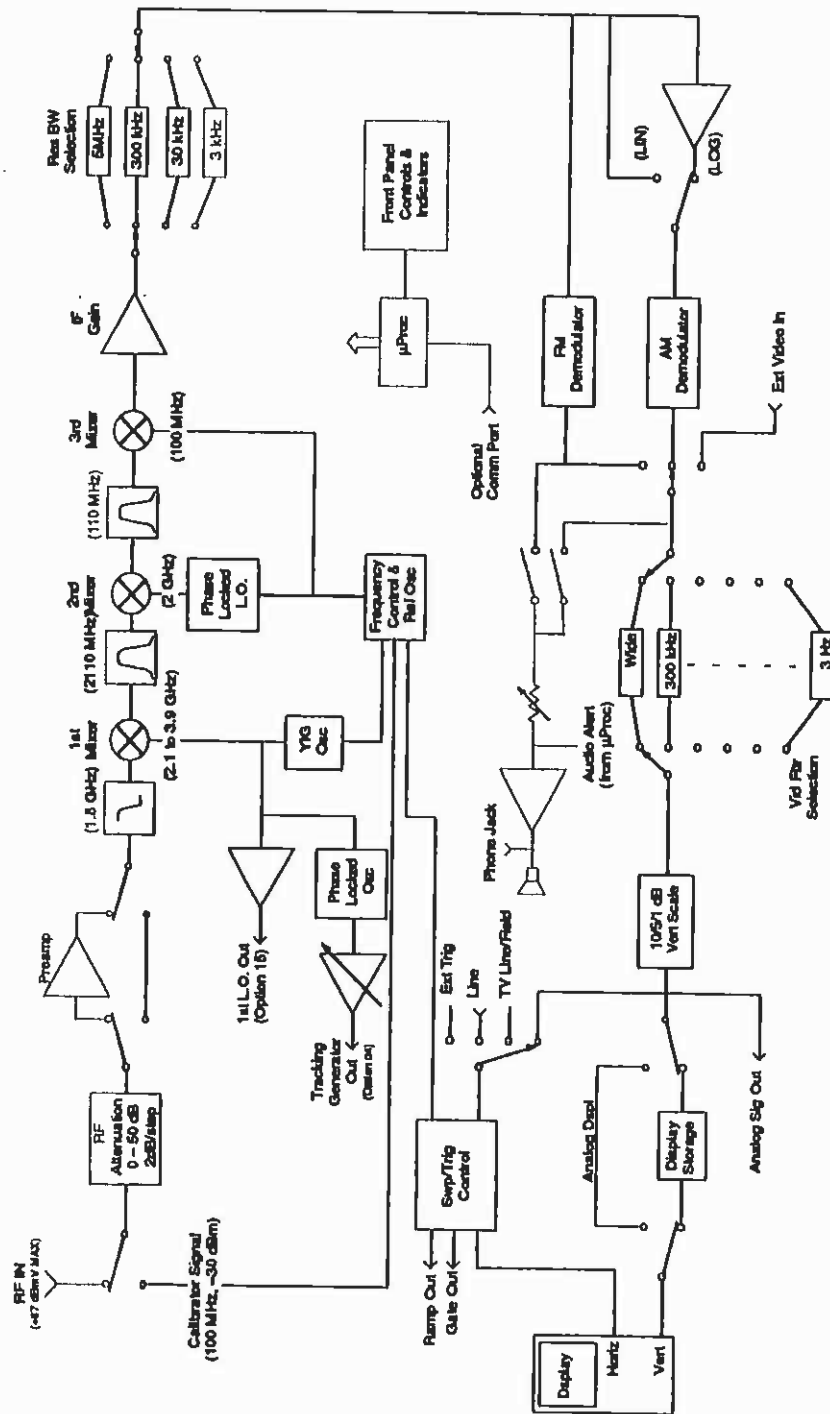 RF IN
(+67 dBmV MAX)
Calibrator Signal
(100 MHz, –30 dBm)
RF
Attenuation
0 – 50 dB
2dB/step
Preamp
(1.8 GHz)
1st
Mixer
(2.1 to 3.9 GHz)
(2110 MHz)
2nd
Mixer
(2 GHz)
(110 MHz)
3rd
Mixer
(100 MHz)
IF
Gain
Res BW
Selection
5MHz
300 kHz
30 kHz
3 kHz
YIG
Osc
Phase
Locked
L.O.
Frequency
Control &
Ref Osc
1st L.O. Out
(Option 15)
Phase
Locked
Osc
Tracking
Generator
Out
(Option 04)
µProc
Front Panel
Controls &
Indicators
Optional
Comm Port
Ramp Out
Gate Out
Swp/Trig
Control
Ext Trig
Line
TV Line/Field
Phone Jack
Audio Alert
(from µProc)
FM
Demodulator
AM
Demodulator
(LIN)
(LOG)
Ext Video In
Display
Horiz
Vert
Analog Dspl
Display
Storage
Analog Sig Out
10/5/1 dB
Vert Scale
Vid Fltr
Selection
Wide
300 kHz
3 Hz